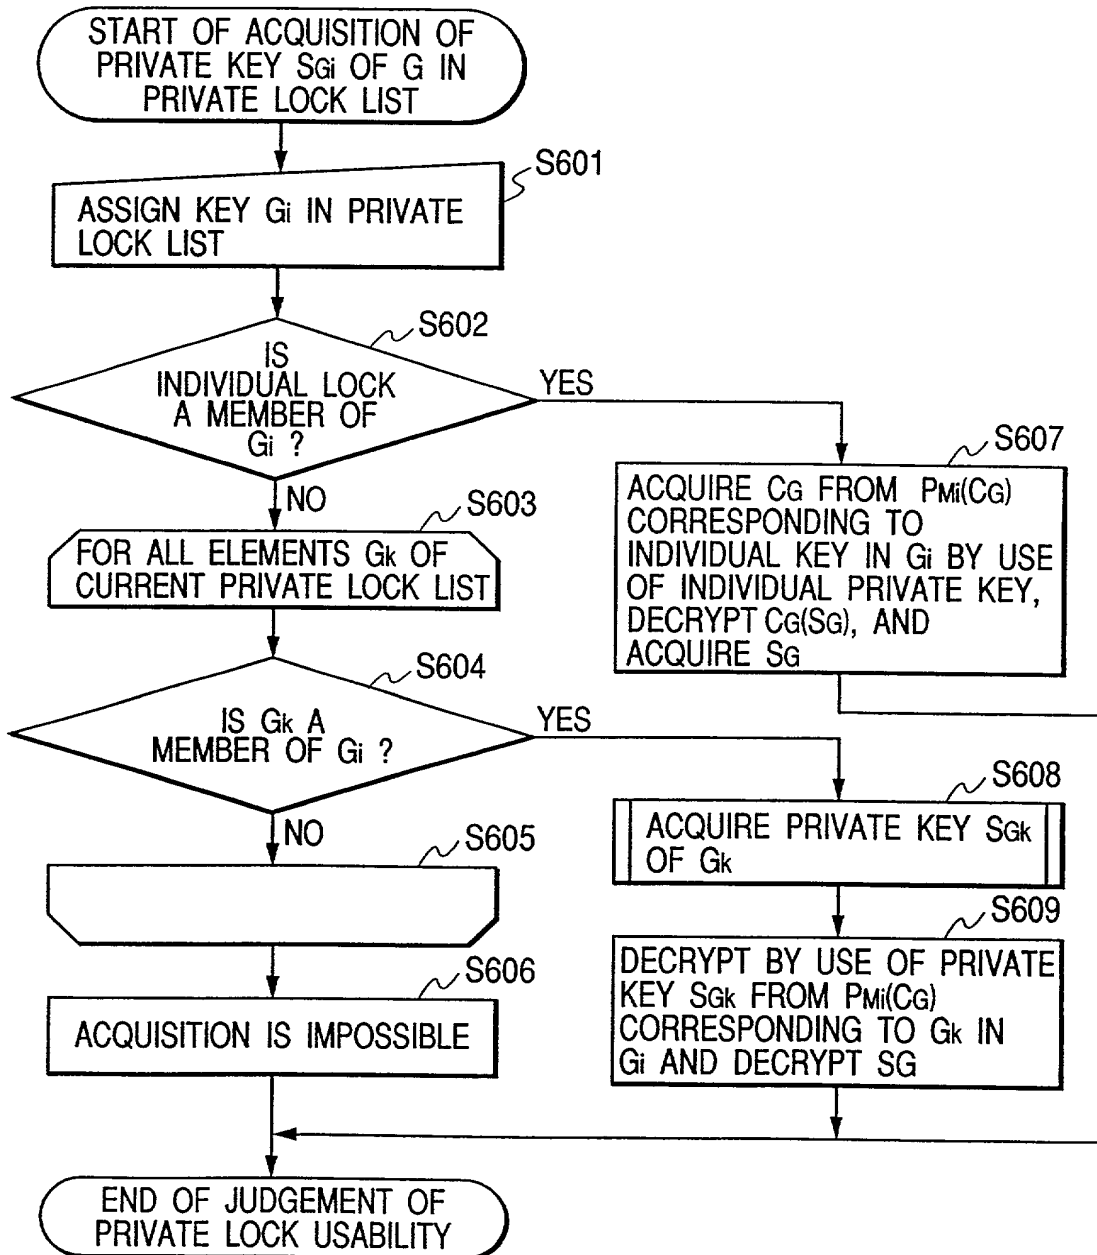 START OF ACQUISITION OF
PRIVATE KEY SGi OF G IN
PRIVATE LOCK LIST
S601
ASSIGN KEY Gi IN PRIVATE
LOCK LIST
S602
IS
INDIVIDUAL LOCK
A MEMBER OF
Gi ?
YES
NO
S607
ACQUIRE CG FROM PMi(CG)
CORRESPONDING TO
INDIVIDUAL KEY IN Gi BY USE
OF INDIVIDUAL PRIVATE KEY,
DECRYPT CG(SG), AND
ACQUIRE SG
S603
FOR ALL ELEMENTS Gk OF
CURRENT PRIVATE LOCK LIST
S604
IS Gk A
MEMBER OF Gi ?
YES
NO
S608
ACQUIRE PRIVATE KEY SGk
OF Gk
S605
S609
DECRYPT BY USE OF PRIVATE
KEY SGk FROM PMi(CG)
CORRESPONDING TO Gk IN
Gi AND DECRYPT SG
S606
ACQUISITION IS IMPOSSIBLE
END OF JUDGEMENT OF
PRIVATE LOCK USABILITY